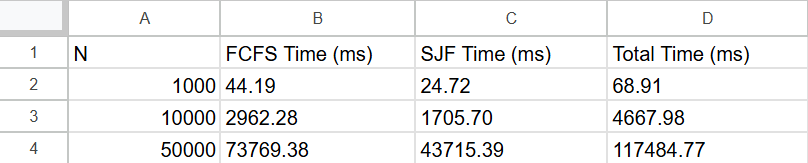 A B C D
1 N FCFS Time (ms) SJF Time (ms) Total Time (ms)
2 1000 44.19 24.72 68.91
3 10000 2962.28 1705.70 4667.98
4 50000 73769.38 43715.39 117484.77